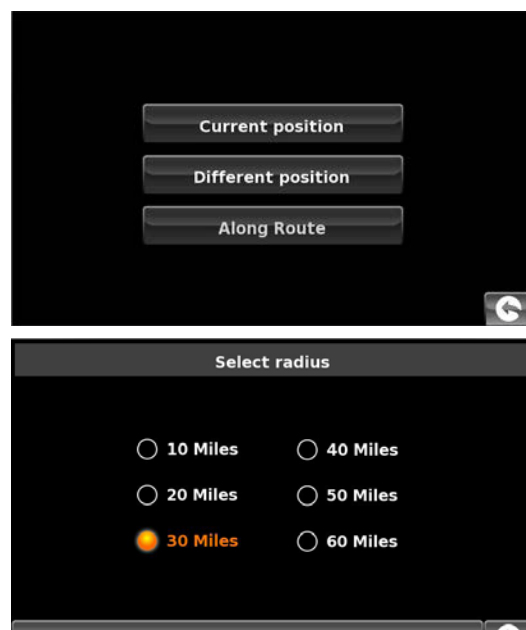 Current position
Different position
Along Route
Select radius
10 Miles
40 Miles
20 Miles
50 Miles
30 Miles
60 Miles